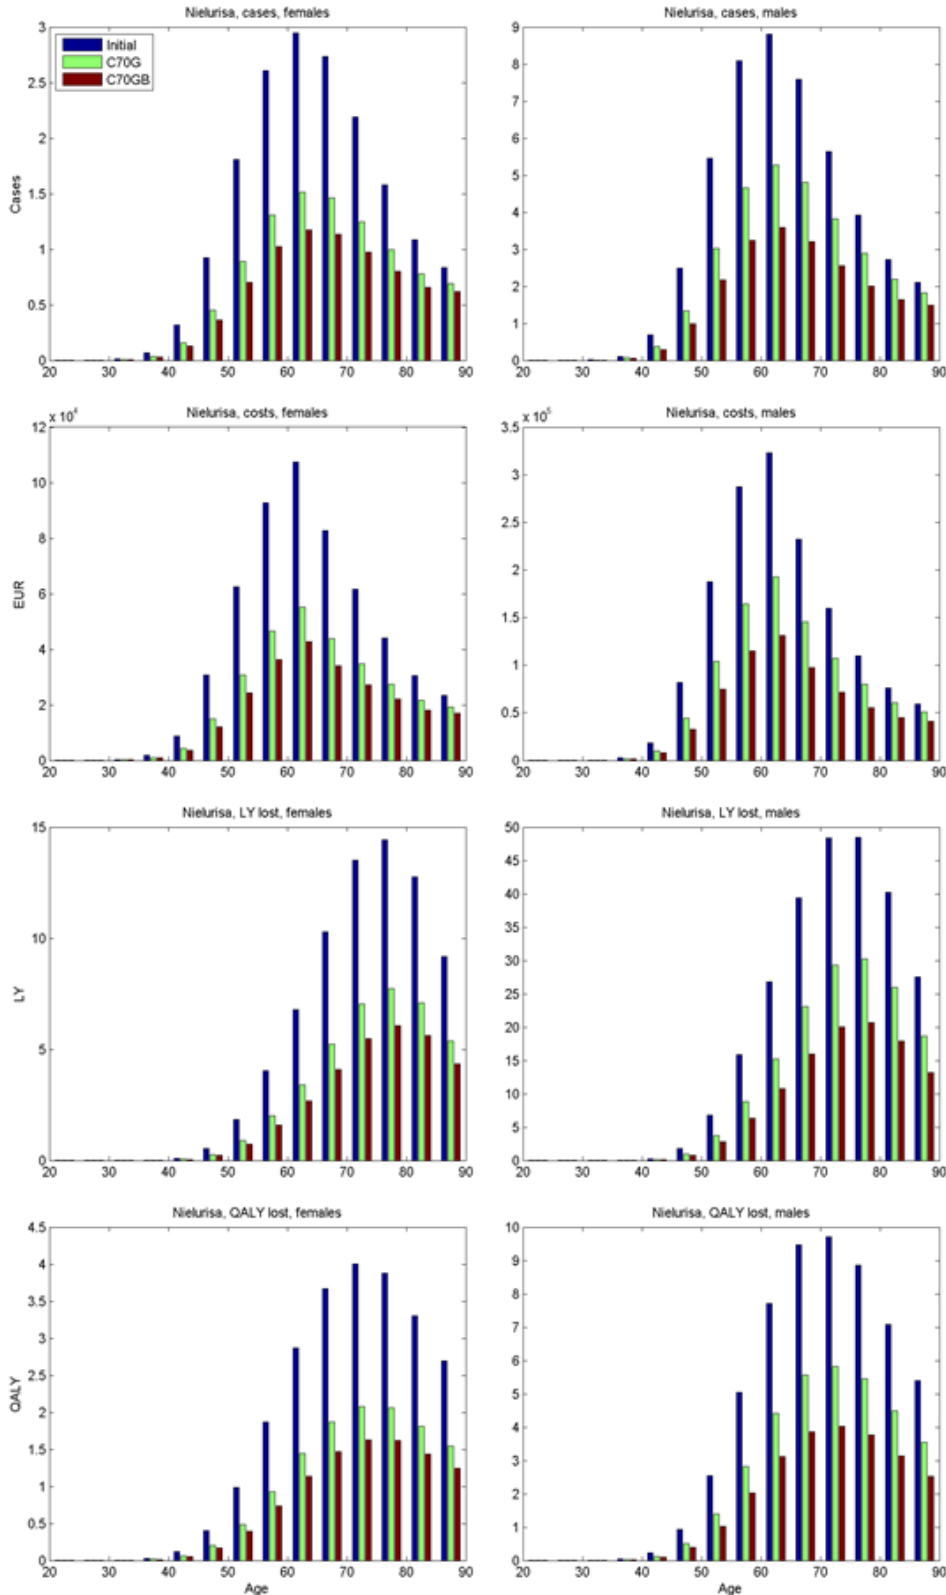 Nielurisa, cases, females
3
2.5
2
1.5
1
0.5
0
Cases
Initial
C70G
C70GB
20 30 40 50 60 70 80 90
Nielurisa, cases, males
9
8
7
6
5
4
3
2
1
0
20 30 40 50 60 70 80 90
Nielurisa, costs, females
x 10⁴
12
10
8
6
4
2
0
EUR
20 30 40 50 60 70 80 90
Nielurisa, costs, males
x 10⁵
3.5
3
2.5
2
1.5
1
0.5
0
20 30 40 50 60 70 80 90
Nielurisa, LY lost, females
15
10
5
0
LY
20 30 40 50 60 70 80 90
Nielurisa, LY lost, males
50
45
40
35
30
25
20
15
10
5
0
20 30 40 50 60 70 80 90
Nielurisa, QALY lost, females
4.5
4
3.5
3
2.5
2
1.5
1
0.5
0
QALY
20 30 40 50 60 70 80 90
Age
Nielurisa, QALY lost, males
10
9
8
7
6
5
4
3
2
1
0
20 30 40 50 60 70 80 90
Age